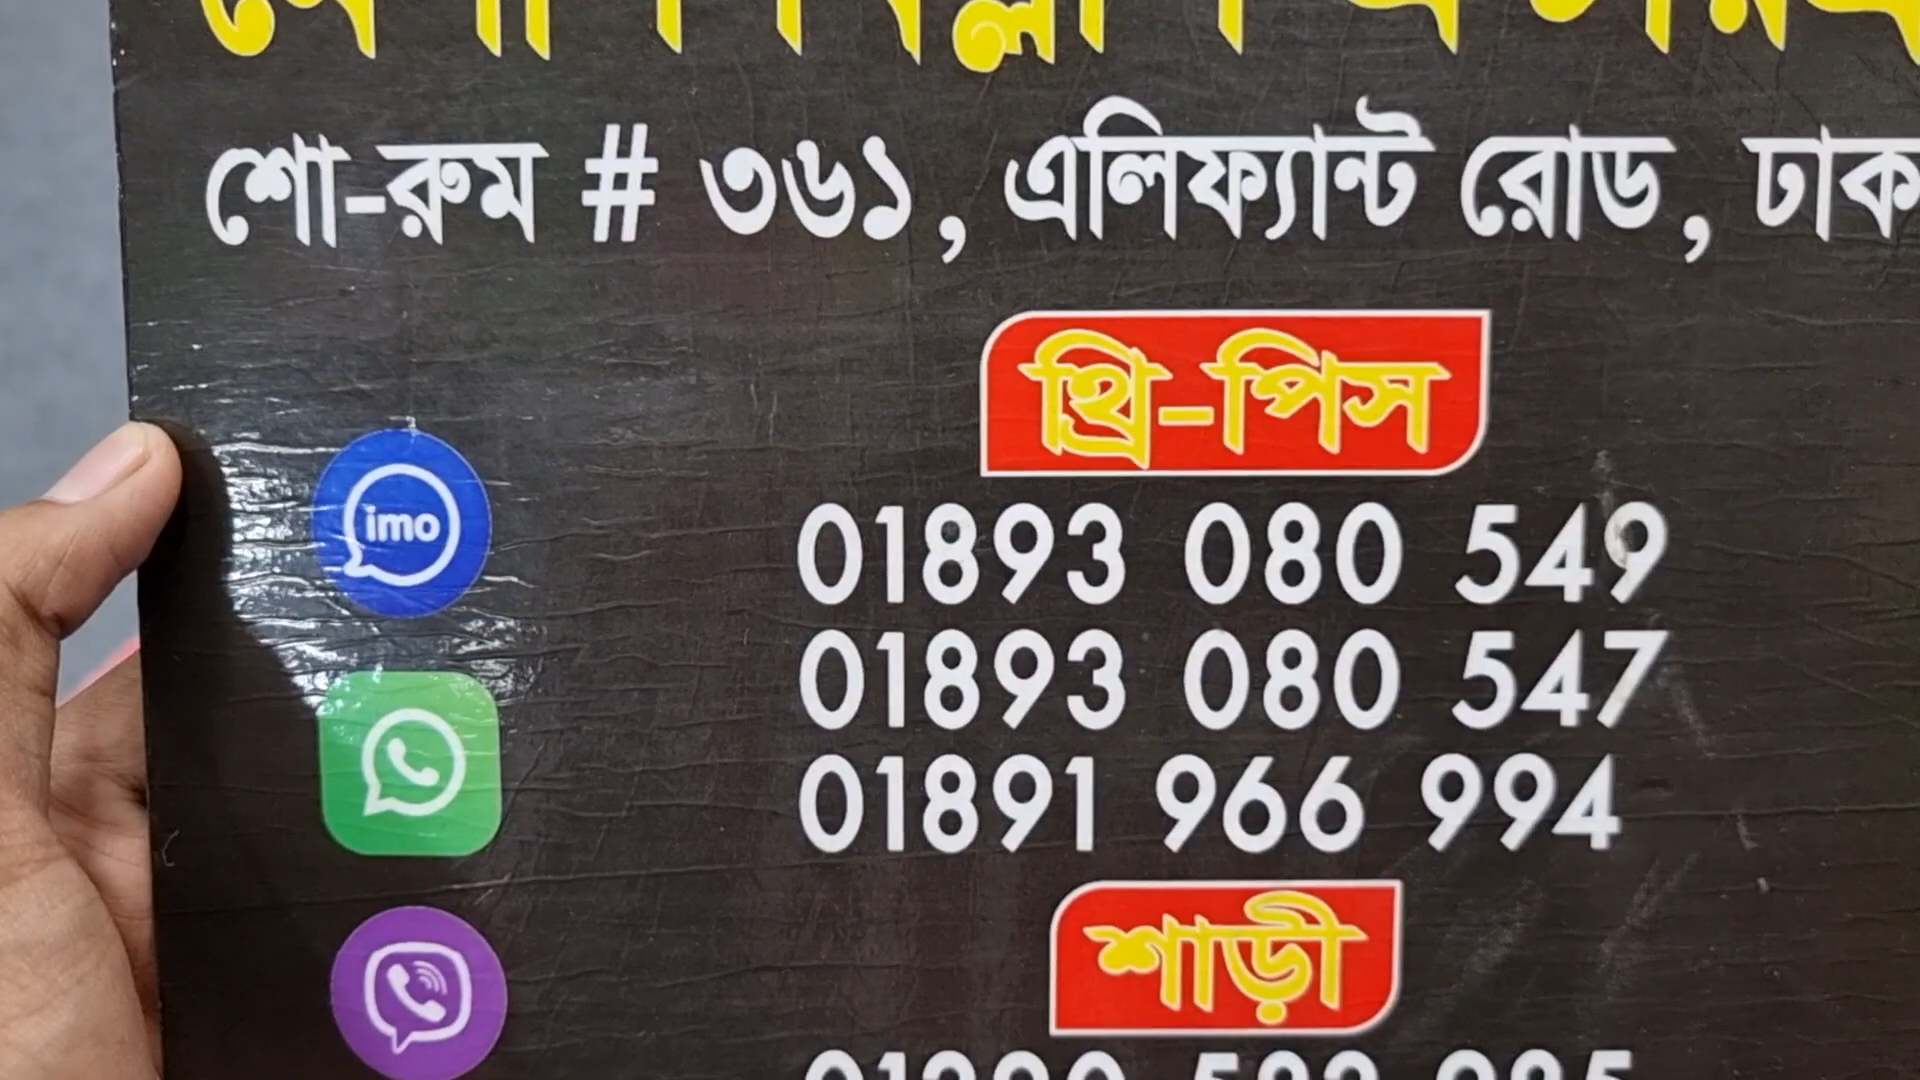 শো-রুম # ৩৬১, এলিফ্যান্ট রোড,
থ্রি-পিস
imo
01893 080 549
01893 080 547
01891 966 994
শাড়ী